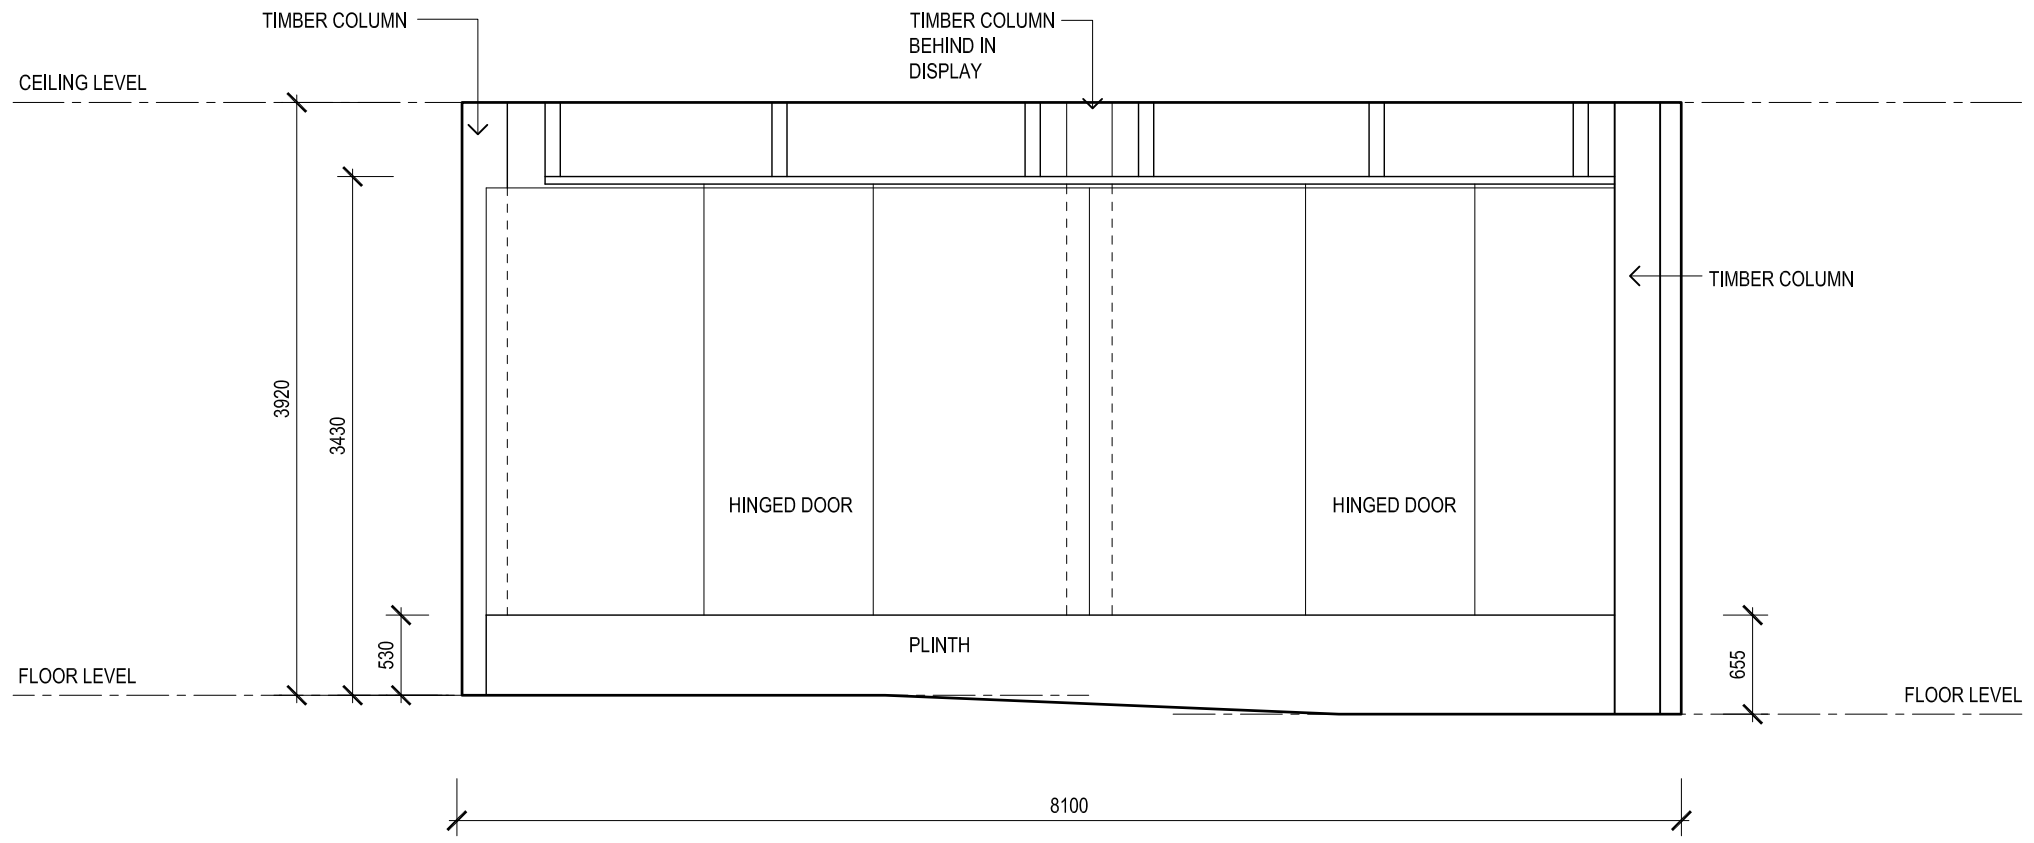 TIMBER COLUMN
TIMBER COLUMN
BEHIND IN
DISPLAY
CEILING LEVEL
TIMBER COLUMN
3920
3430
HINGED DOOR
HINGED DOOR
530
PLINTH
655
FLOOR LEVEL
FLOOR LEVEL
8100